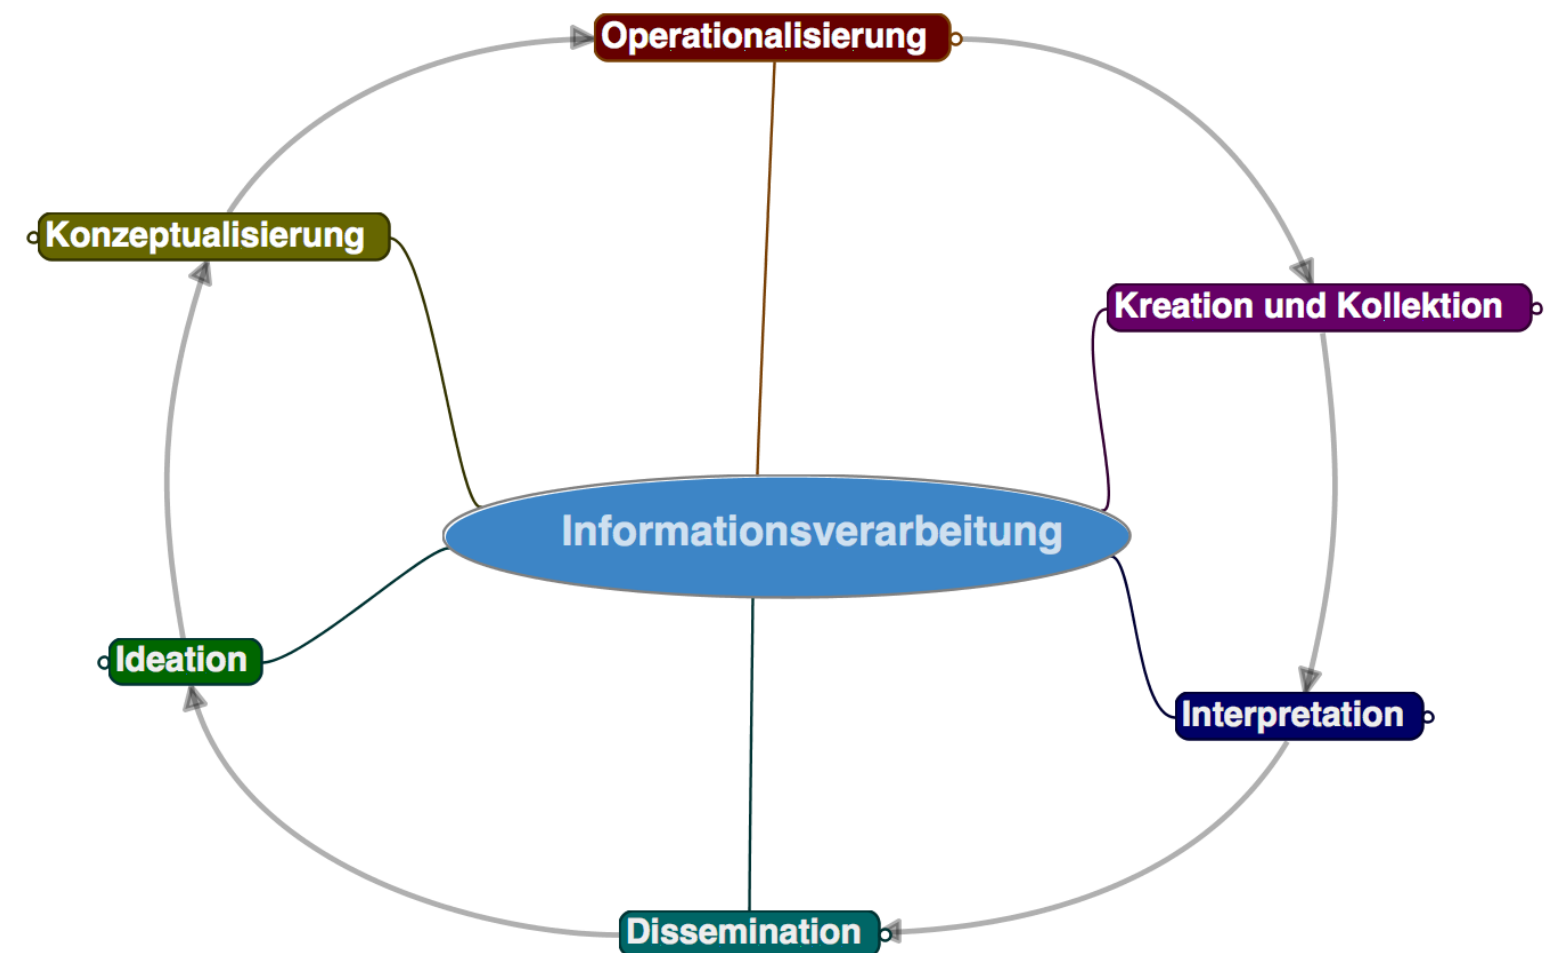 Operationalisierung
Konzeptualisierung
Kreation und Kollektion
Informationsverarbeitung
Ideation
Interpretation
Dissemination